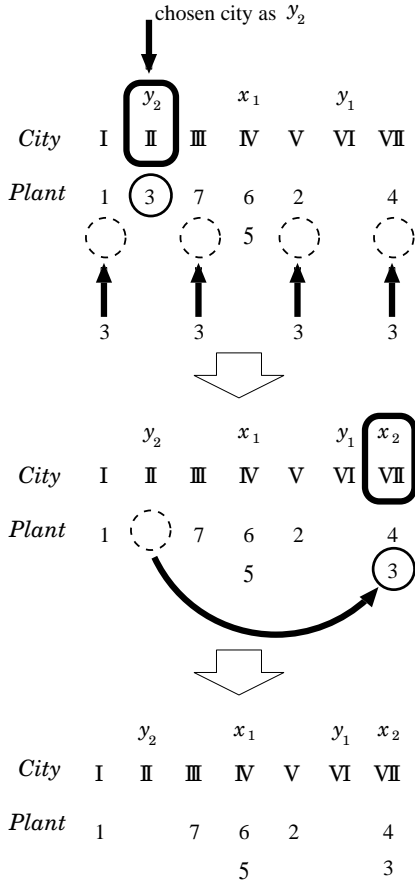 chosen city as y₂
y₂ x₁ y₁
City Ⅰ Ⅱ Ⅲ Ⅳ Ⅴ Ⅵ Ⅶ
Plant 1 3 7 6 2 4
5
3 3 3 3
y₂ x₁ y₁ x₂
City Ⅰ Ⅱ Ⅲ Ⅳ Ⅴ Ⅵ Ⅶ
Plant 1 7 6 2 4
5 3
y₂ x₁ y₁ x₂
City Ⅰ Ⅱ Ⅲ Ⅳ Ⅴ Ⅵ Ⅶ
Plant 1 7 6 2 4
5 3